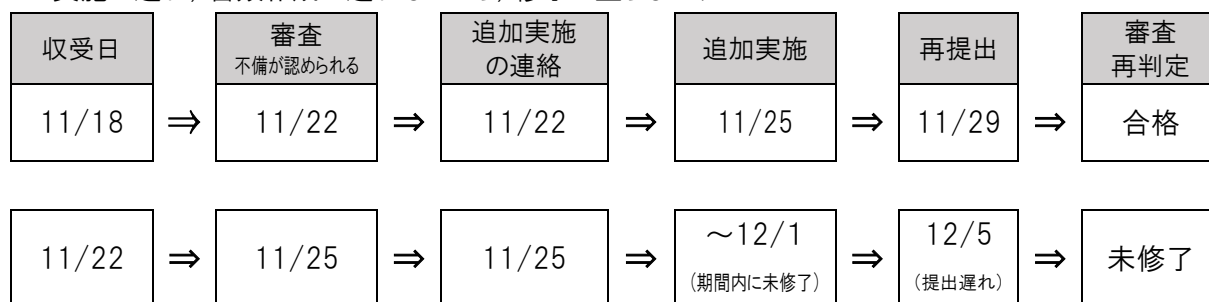 収受日
審査
不備が認められる
追加実施
の連絡
追加実施
再提出
審査
再判定
11/18 ⇒ 11/22 ⇒ 11/22 ⇒ 11/25 ⇒ 11/29 ⇒ 合格
11/22 ⇒ 11/25 ⇒ 11/25 ⇒ ～12/1 ⇒ 12/5 ⇒ 未修了
(期間内に未修了) (提出遅れ)